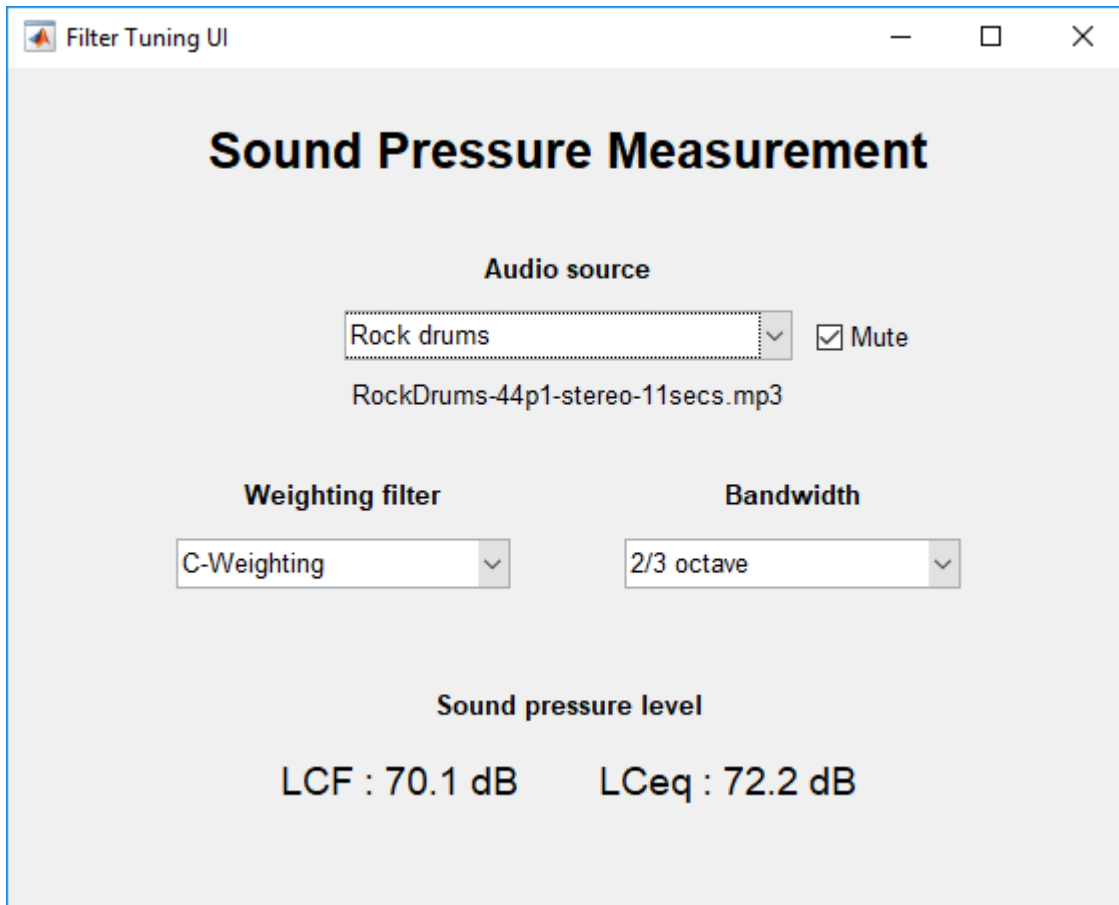 Filter Tuning UI
Sound Pressure Measurement
Audio source
Rock drums
Mute
RockDrums-44p1-stereo-11secs.mp3
Weighting filter
Bandwidth
C-Weighting
2/3 octave
Sound pressure level
LCF : 70.1 dB
LCeq : 72.2 dB